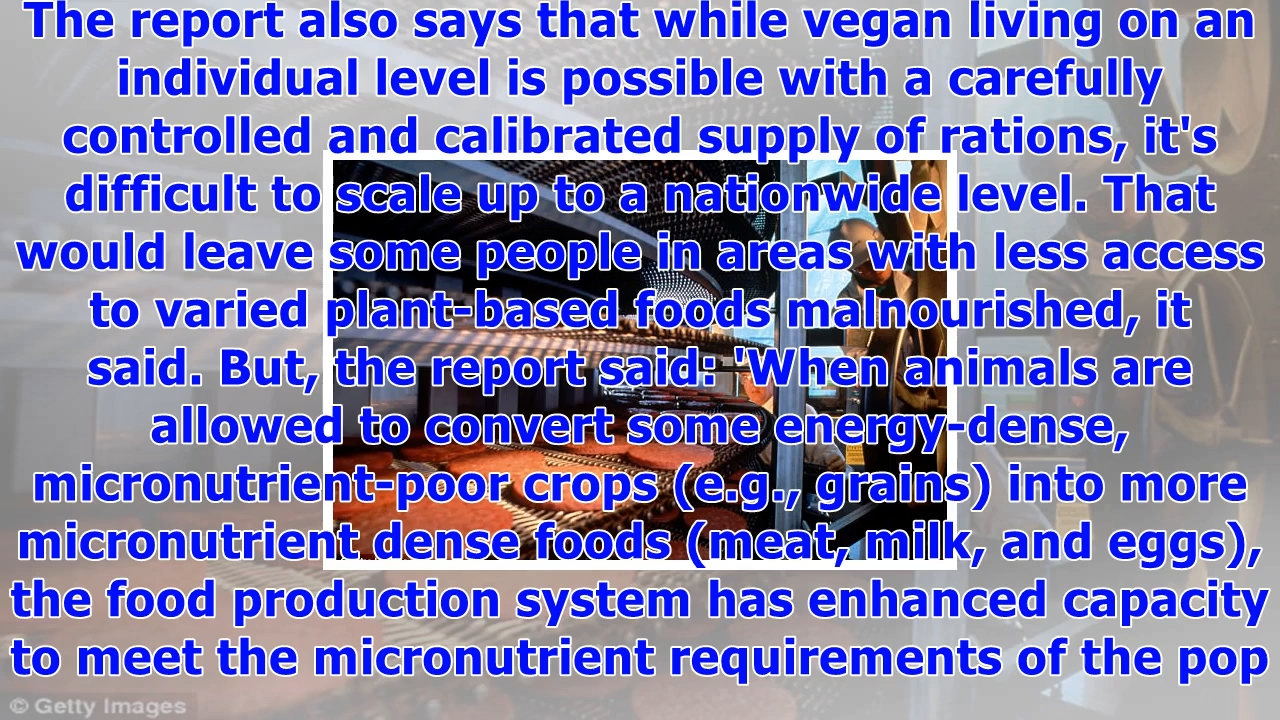 The report also says that while vegan living on an
individual level is possible with a carefully
controlled and calibrated supply of rations, it's
difficult to scale up to a nationwide level. That
would leave some people in areas with less access
to varied plant-based foods malnourished, it
said. But, the report said: 'When animals are
allowed to convert some energy-dense,
micronutrient-poor crops (e.g., grains) into more
micronutrient dense foods (meat, milk, and eggs),
the food production system has enhanced capacity
to meet the micronutrient requirements of the pop
© Getty Images